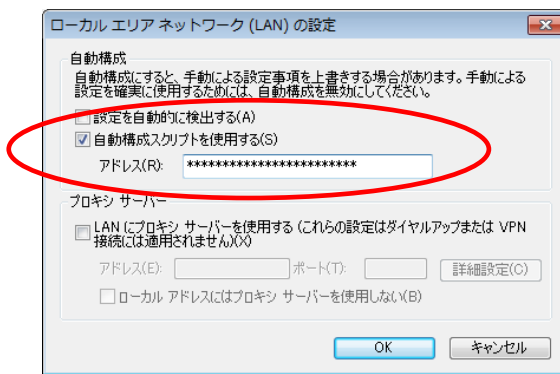 ローカル エリア ネットワーク (LAN) の設定
自動構成
自動構成にすると、手動による設定事項を上書きする場合があります。手動による
設定を確実に使用するためには、自動構成を無効にしてください。
設定を自動的に検出する(A)
自動構成スクリプトを使用する(S)
アドレス(R): ************************
プロキシ サーバー
LAN にプロキシ サーバーを使用する (これらの設定はダイヤルアップまたは VPN
接続には適用されません)(X)
アドレス(E): ポート(T): 詳細設定(C)
ローカル アドレスにはプロキシ サーバーを使用しない(B)
OK キャンセル